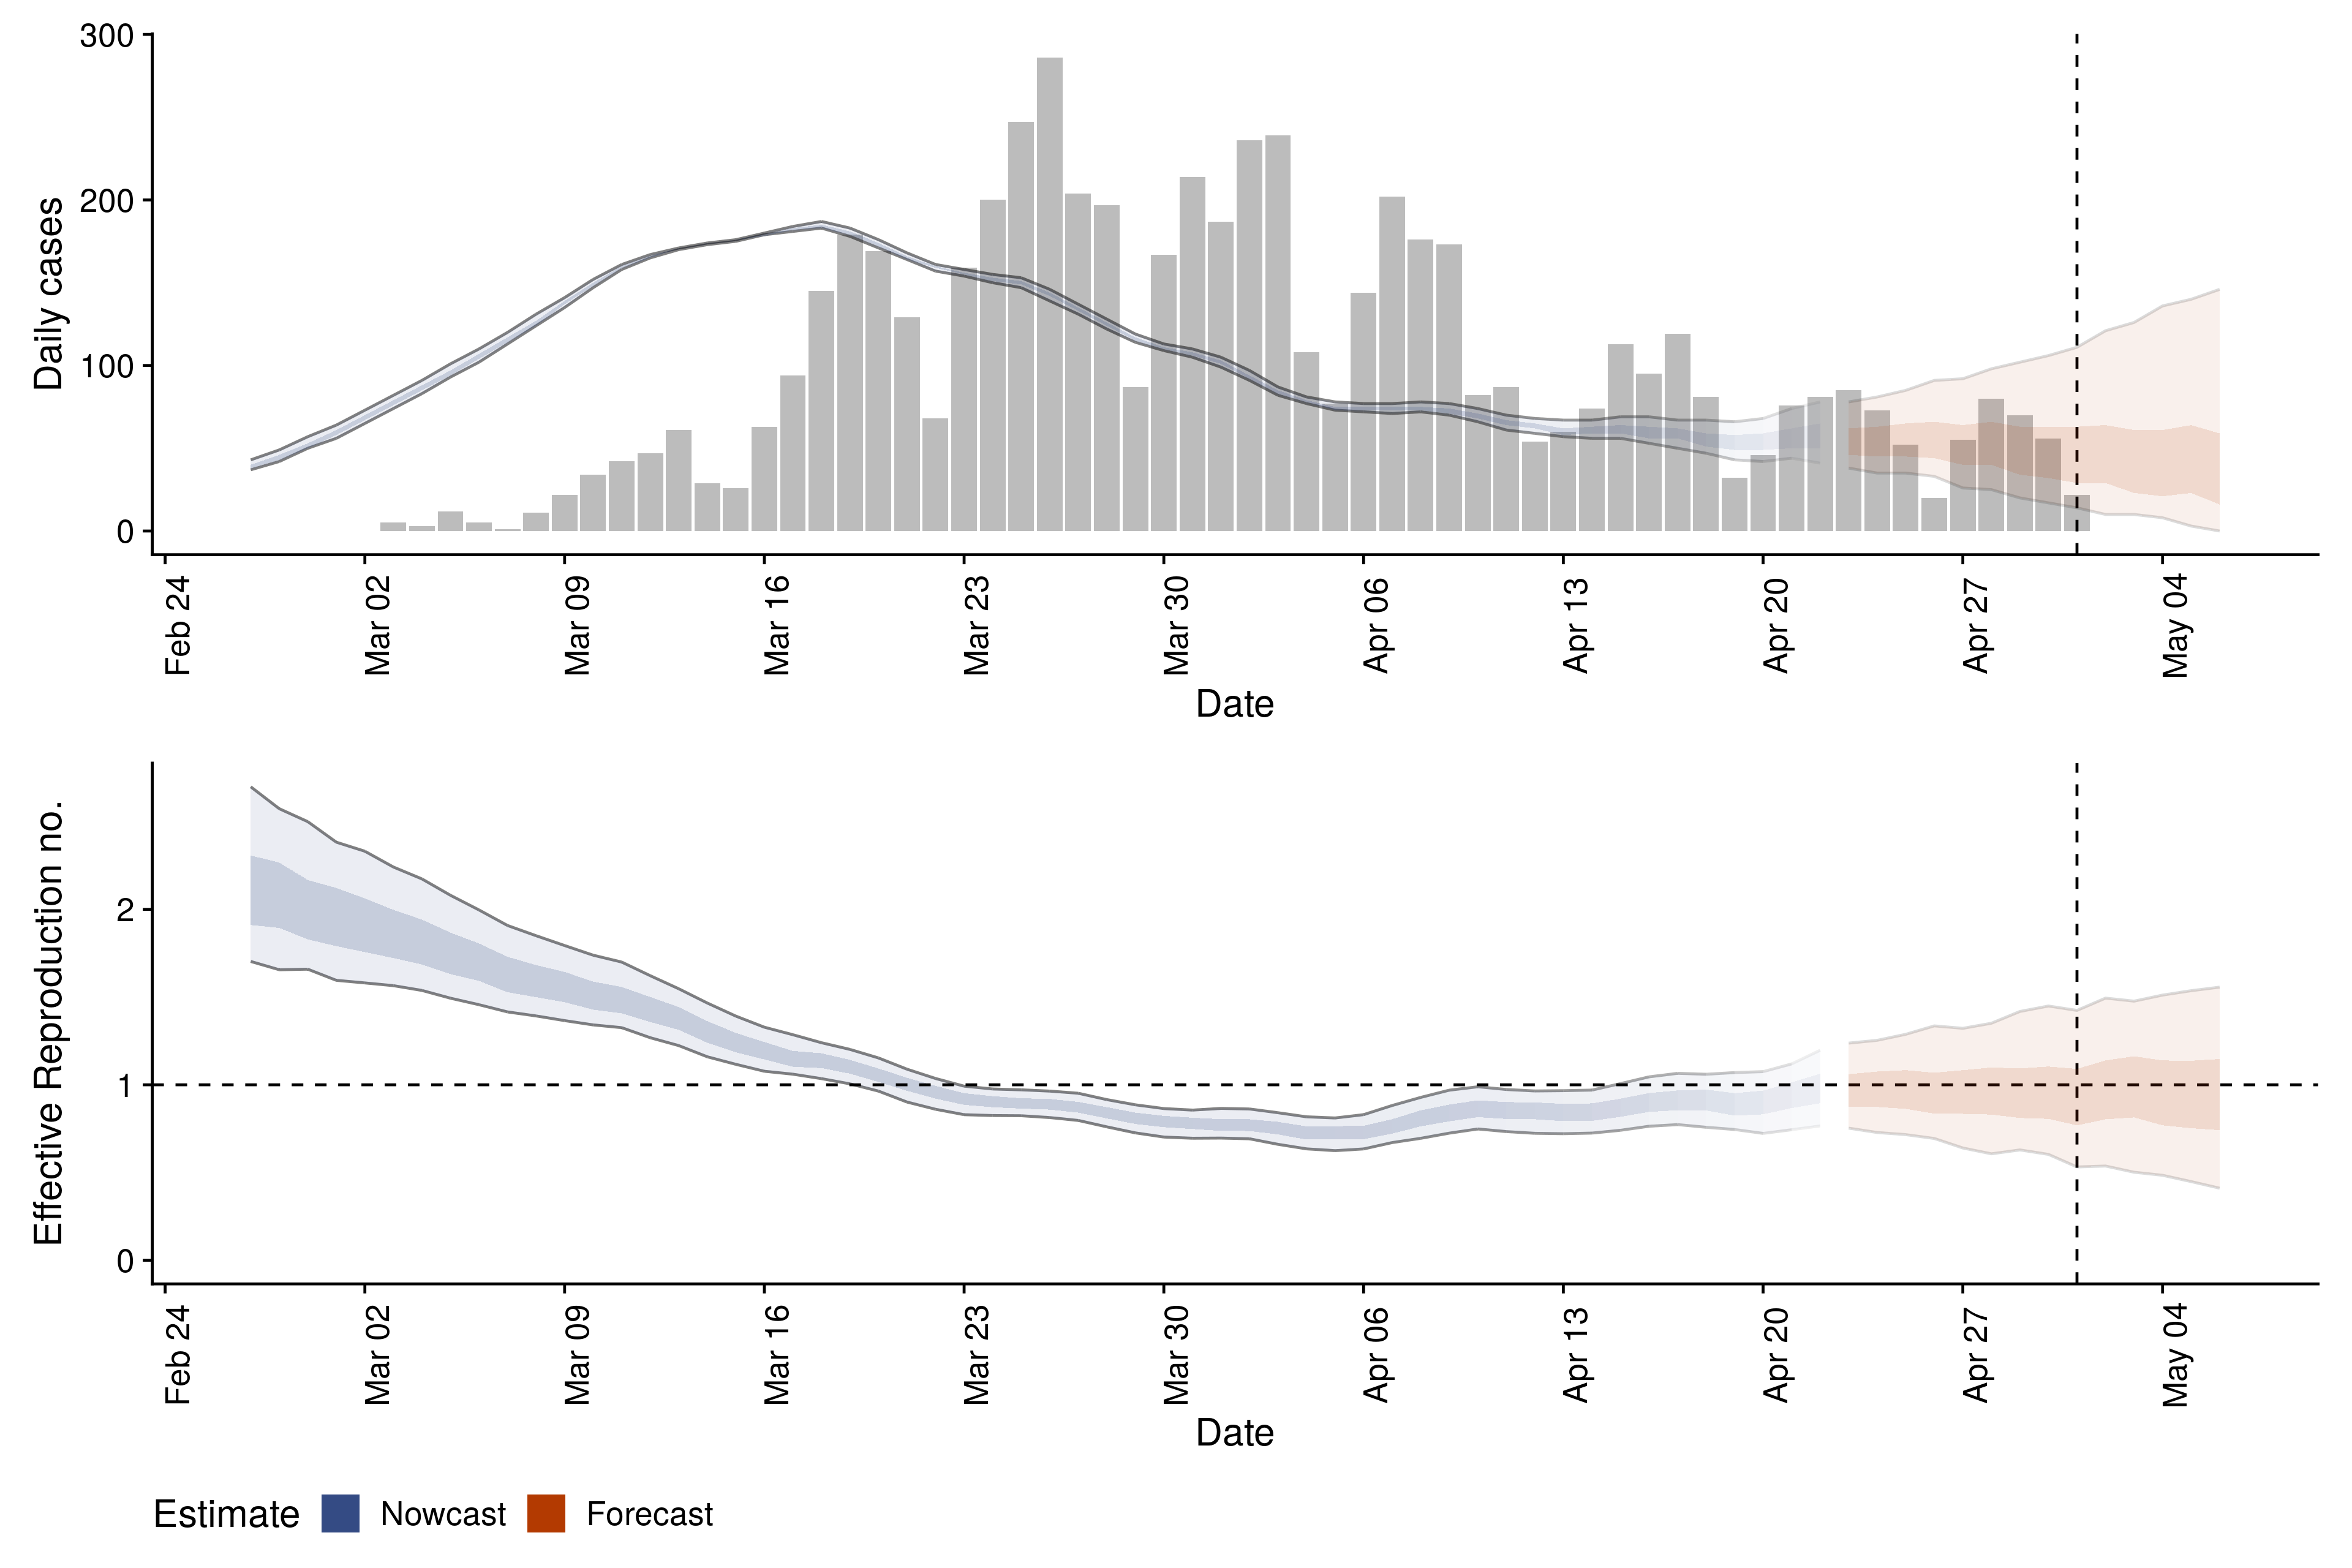 Daily cases
300
200
100
0
Feb 24
Mar 02
Mar 09
Mar 16
Mar 23
Mar 30
Apr 06
Apr 13
Apr 20
Apr 27
May 04
Date
Effective Reproduction no.
2
1
0
Feb 24
Mar 02
Mar 09
Mar 16
Mar 23
Mar 30
Apr 06
Apr 13
Apr 20
Apr 27
May 04
Date
Estimate Nowcast Forecast